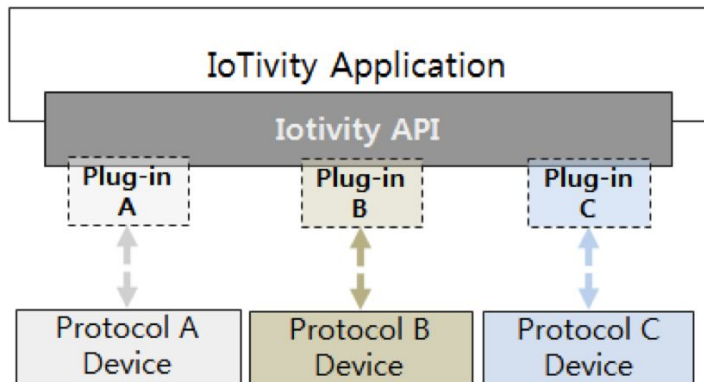 IoTivity Application
Iotivity API
Plug-in
A
Plug-in
B
Plug-in
C
Protocol A
Device
Protocol B
Device
Protocol C
Device